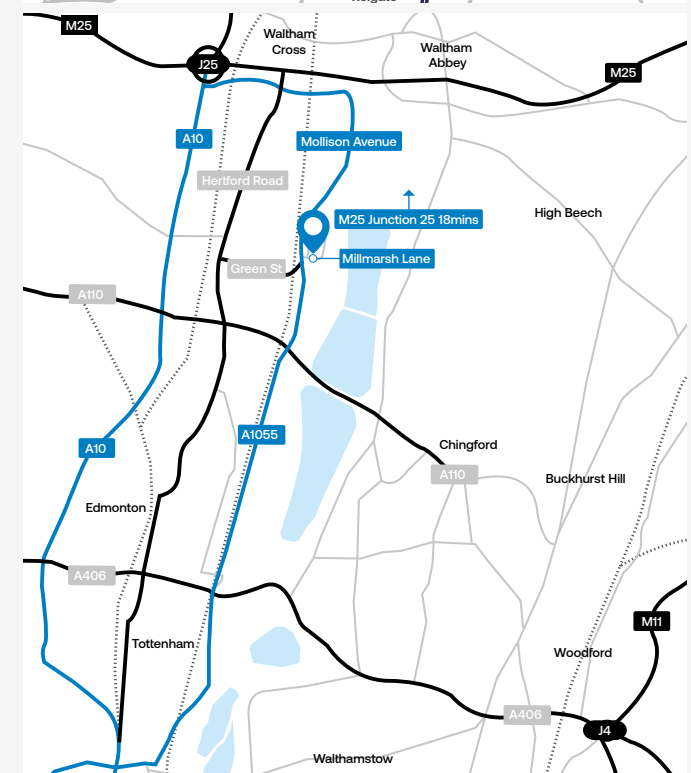 M25
Waltham
Cross
J25
Waltham
Abbey
M25
A10
Mollison Avenue
Hertford Road
M25 Junction 25 18mins
High Beech
Millmarsh Lane
Green St
A110
A1055
A10
Chingford
A110
Buckhurst Hill
Edmonton
A406
M11
Tottenham
Woodford
A406
J4
Walthamstow